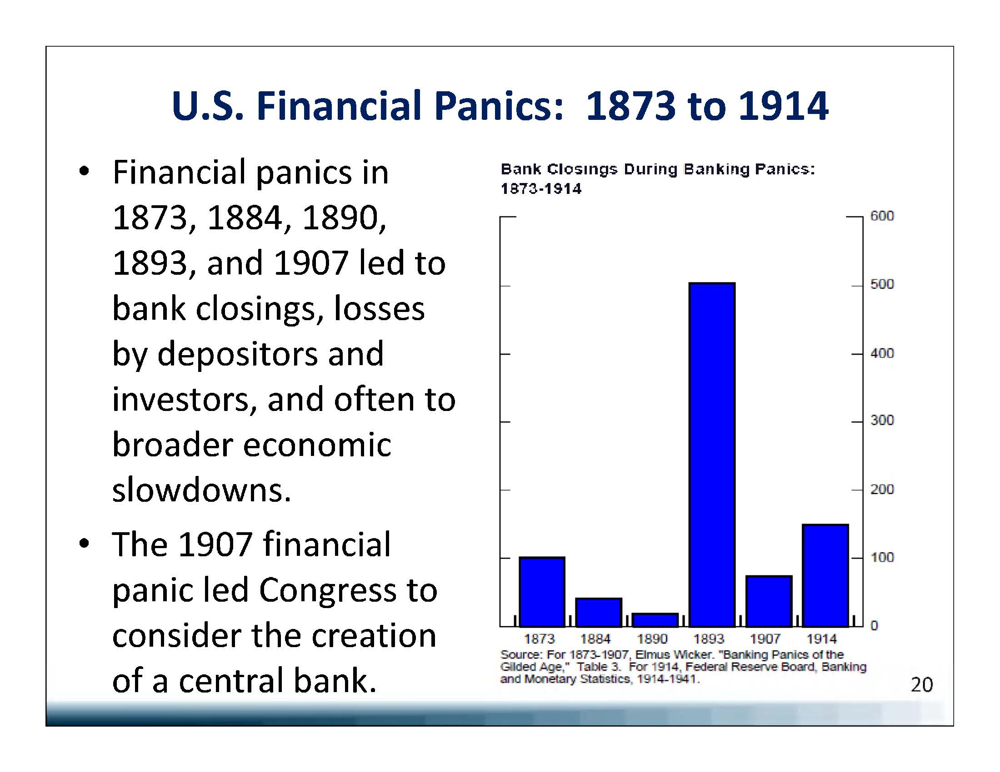 U.S. Financial Panics: 1873 to 1914
• Financial panics in
1873, 1884, 1890,
1893, and 1907 led to
bank closings, losses
by depositors and
investors, and often to
broader economic
slowdowns.
• The 1907 financial
panic led Congress to
consider the creation
of a central bank.
Bank Closings During Banking Panics:
1873-1914
600
500
400
300
200
100
0
1873 1884 1890 1893 1907 1914
Source: For 1873-1907, Elmus Wicker. "Banking Panics of the
Gilded Age," Table 3. For 1914, Federal Reserve Board, Banking
and Monetary Statistics, 1914-1941.
20